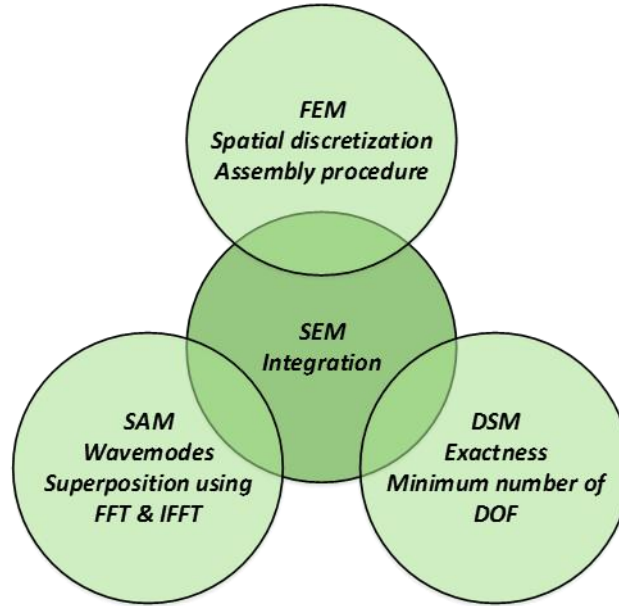 FEM
Spatial discretization
Assembly procedure
SEM
Integration
SAM
Wavemodes
Superposition using
FFT & IFFT
DSM
Exactness
Minimum number of
DOF